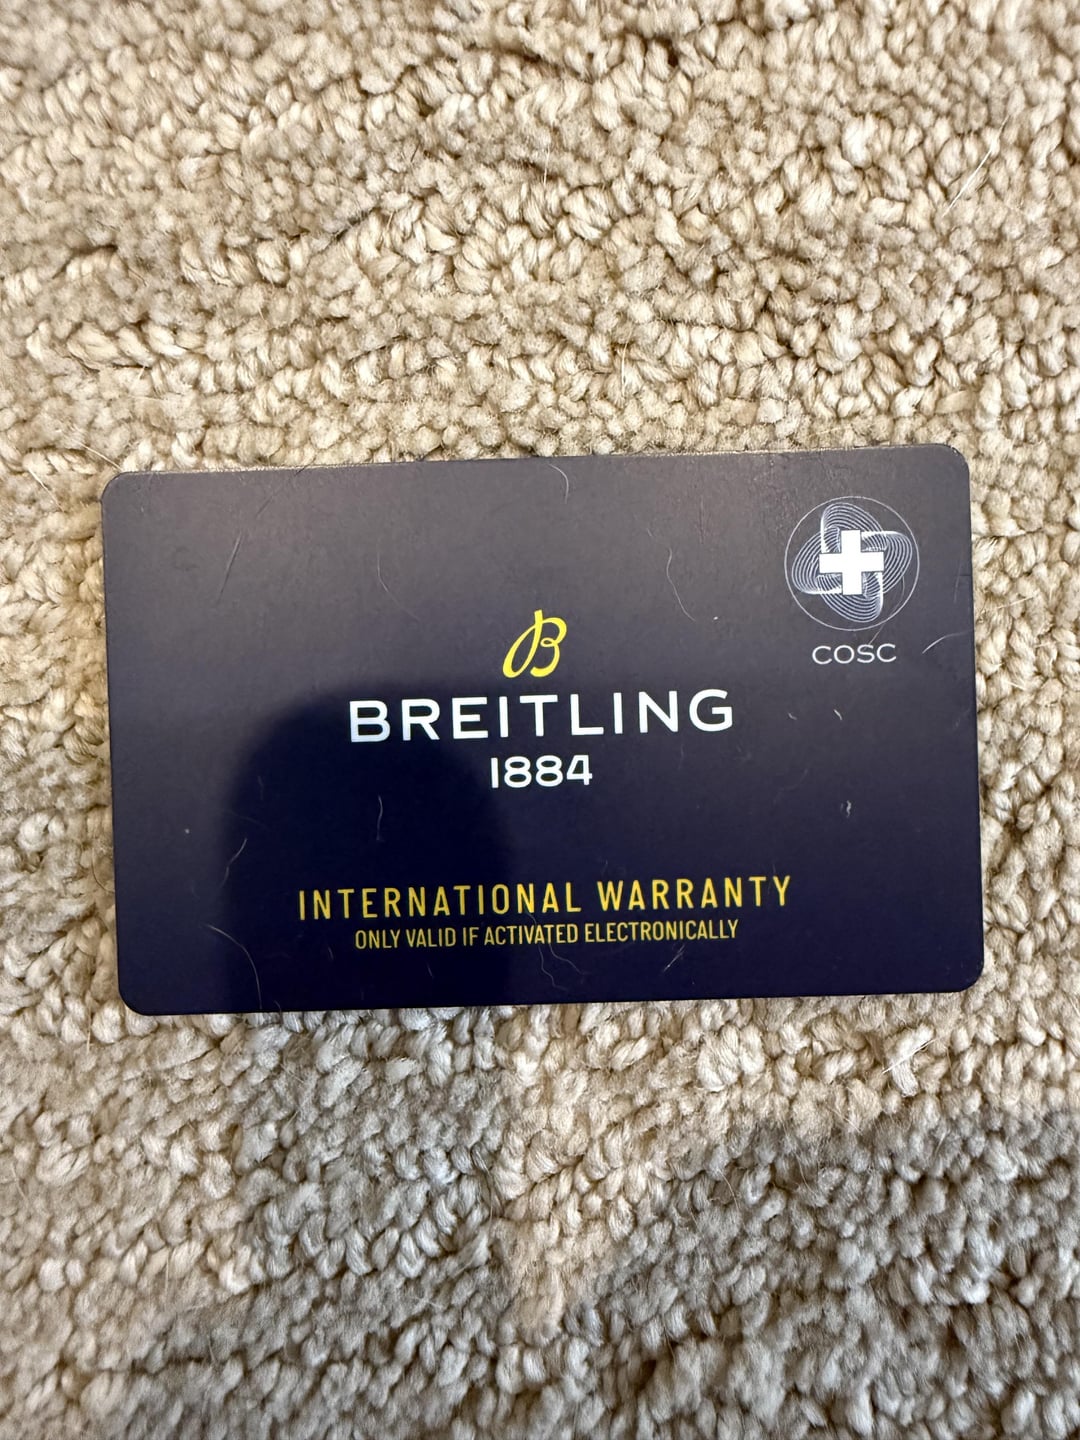 COSC
B
BREITLING
1884
INTERNATIONAL WARRANTY
ONLY VALID IF ACTIVATED ELECTRONICALLY